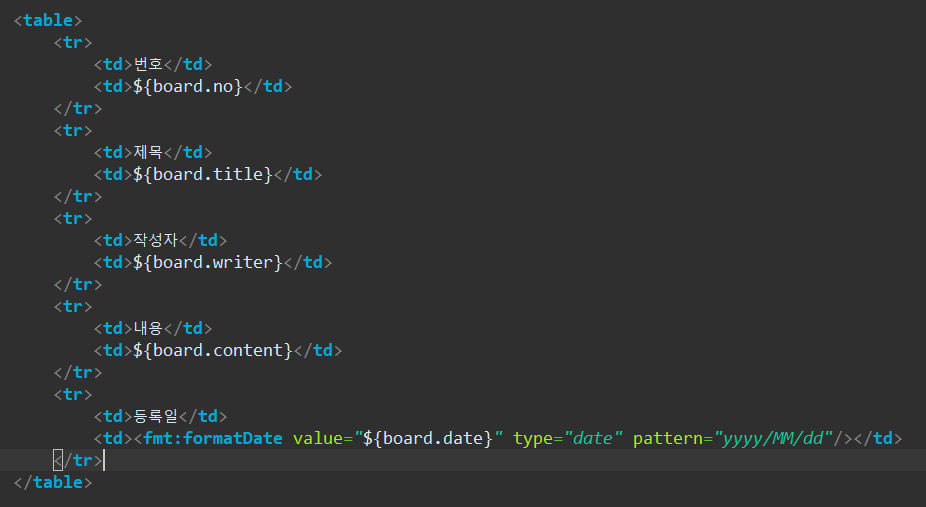 <table>
    <tr>
        <td>번호</td>
        <td>${board.no}</td>
    </tr>
    <tr>
        <td>제목</td>
        <td>${board.title}</td>
    </tr>
    <tr>
        <td>작성자</td>
        <td>${board.writer}</td>
    </tr>
    <tr>
        <td>내용</td>
        <td>${board.content}</td>
    </tr>
    <tr>
        <td>등록일</td>
        <td><fmt:formatDate value="${board.date}" type="date" pattern="yyyy/MM/dd"/></td>
    </tr>
</table>